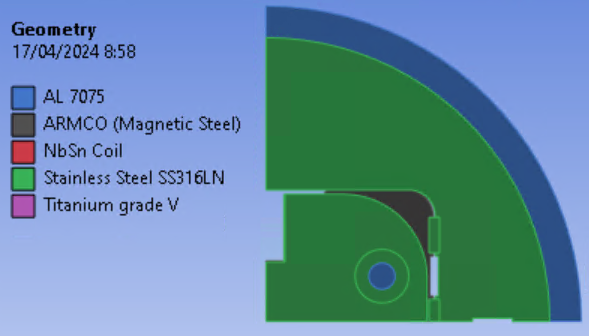 Geometry
17/04/2024 8:58
AL 7075
ARMCO (Magnetic Steel)
NbSn Coil
Stainless Steel SS316LN
Titanium grade V